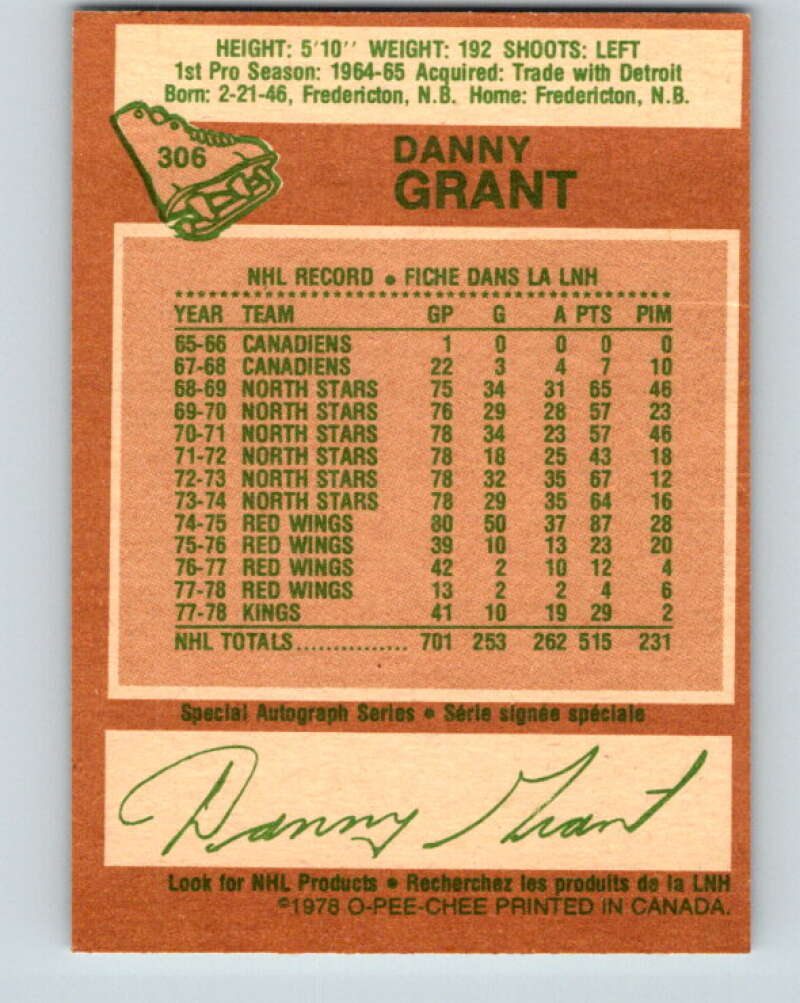 HEIGHT: 5'10'' WEIGHT: 192 SHOOTS: LEFT
1st Pro Season: 1964-65 Acquired: Trade with Detroit
Born: 2-21-46, Fredericton, N.B. Home: Fredericton, N.B.
306
DANNY
GRANT
NHL RECORD • FICHE DANS LA LNH
YEAR TEAM GP G A PTS PIM
65-66 CANADIENS 1 0 0 0 0
67-68 CANADIENS 22 3 4 7 10
68-69 NORTH STARS 75 34 31 65 46
69-70 NORTH STARS 76 29 28 57 23
70-71 NORTH STARS 78 34 23 57 46
71-72 NORTH STARS 78 18 25 43 18
72-73 NORTH STARS 78 32 35 67 12
73-74 NORTH STARS 78 29 35 64 16
74-75 RED WINGS 80 50 37 87 28
75-76 RED WINGS 39 10 13 23 20
76-77 RED WINGS 42 2 10 12 4
77-78 RED WINGS 13 2 2 4 6
77-78 KINGS 41 10 19 29 2
NHL TOTALS............... 701 253 262 515 231
Special Autograph Series • Série signée spéciale
Danny Grant
Look for NHL Products • Recherchez les produits de la LNH
©1978 O-PEE-CHEE PRINTED IN CANADA.